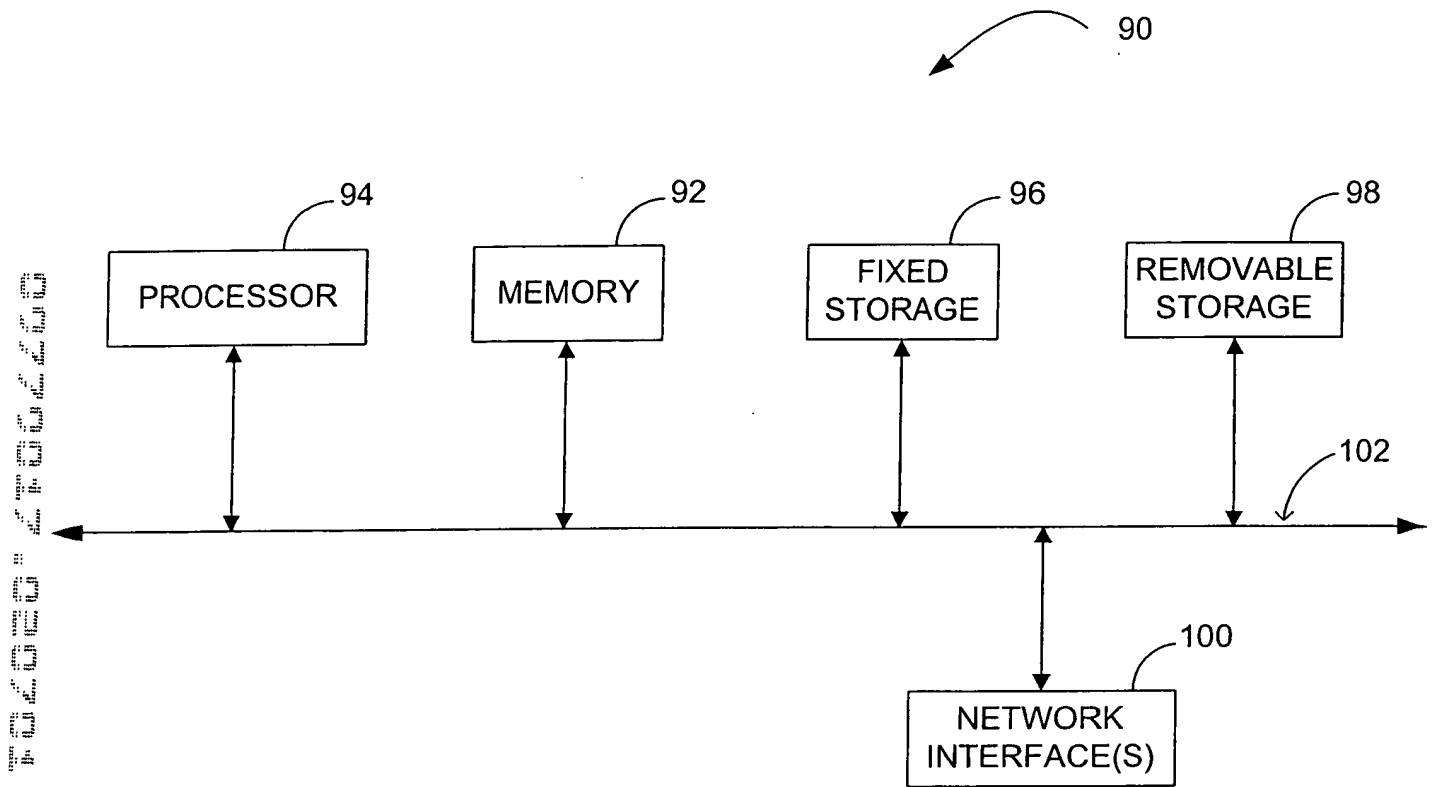 90
94
92
96
98
PROCESSOR
MEMORY
FIXED
STORAGE
REMOVABLE
STORAGE
102
100
NETWORK
INTERFACE(S)